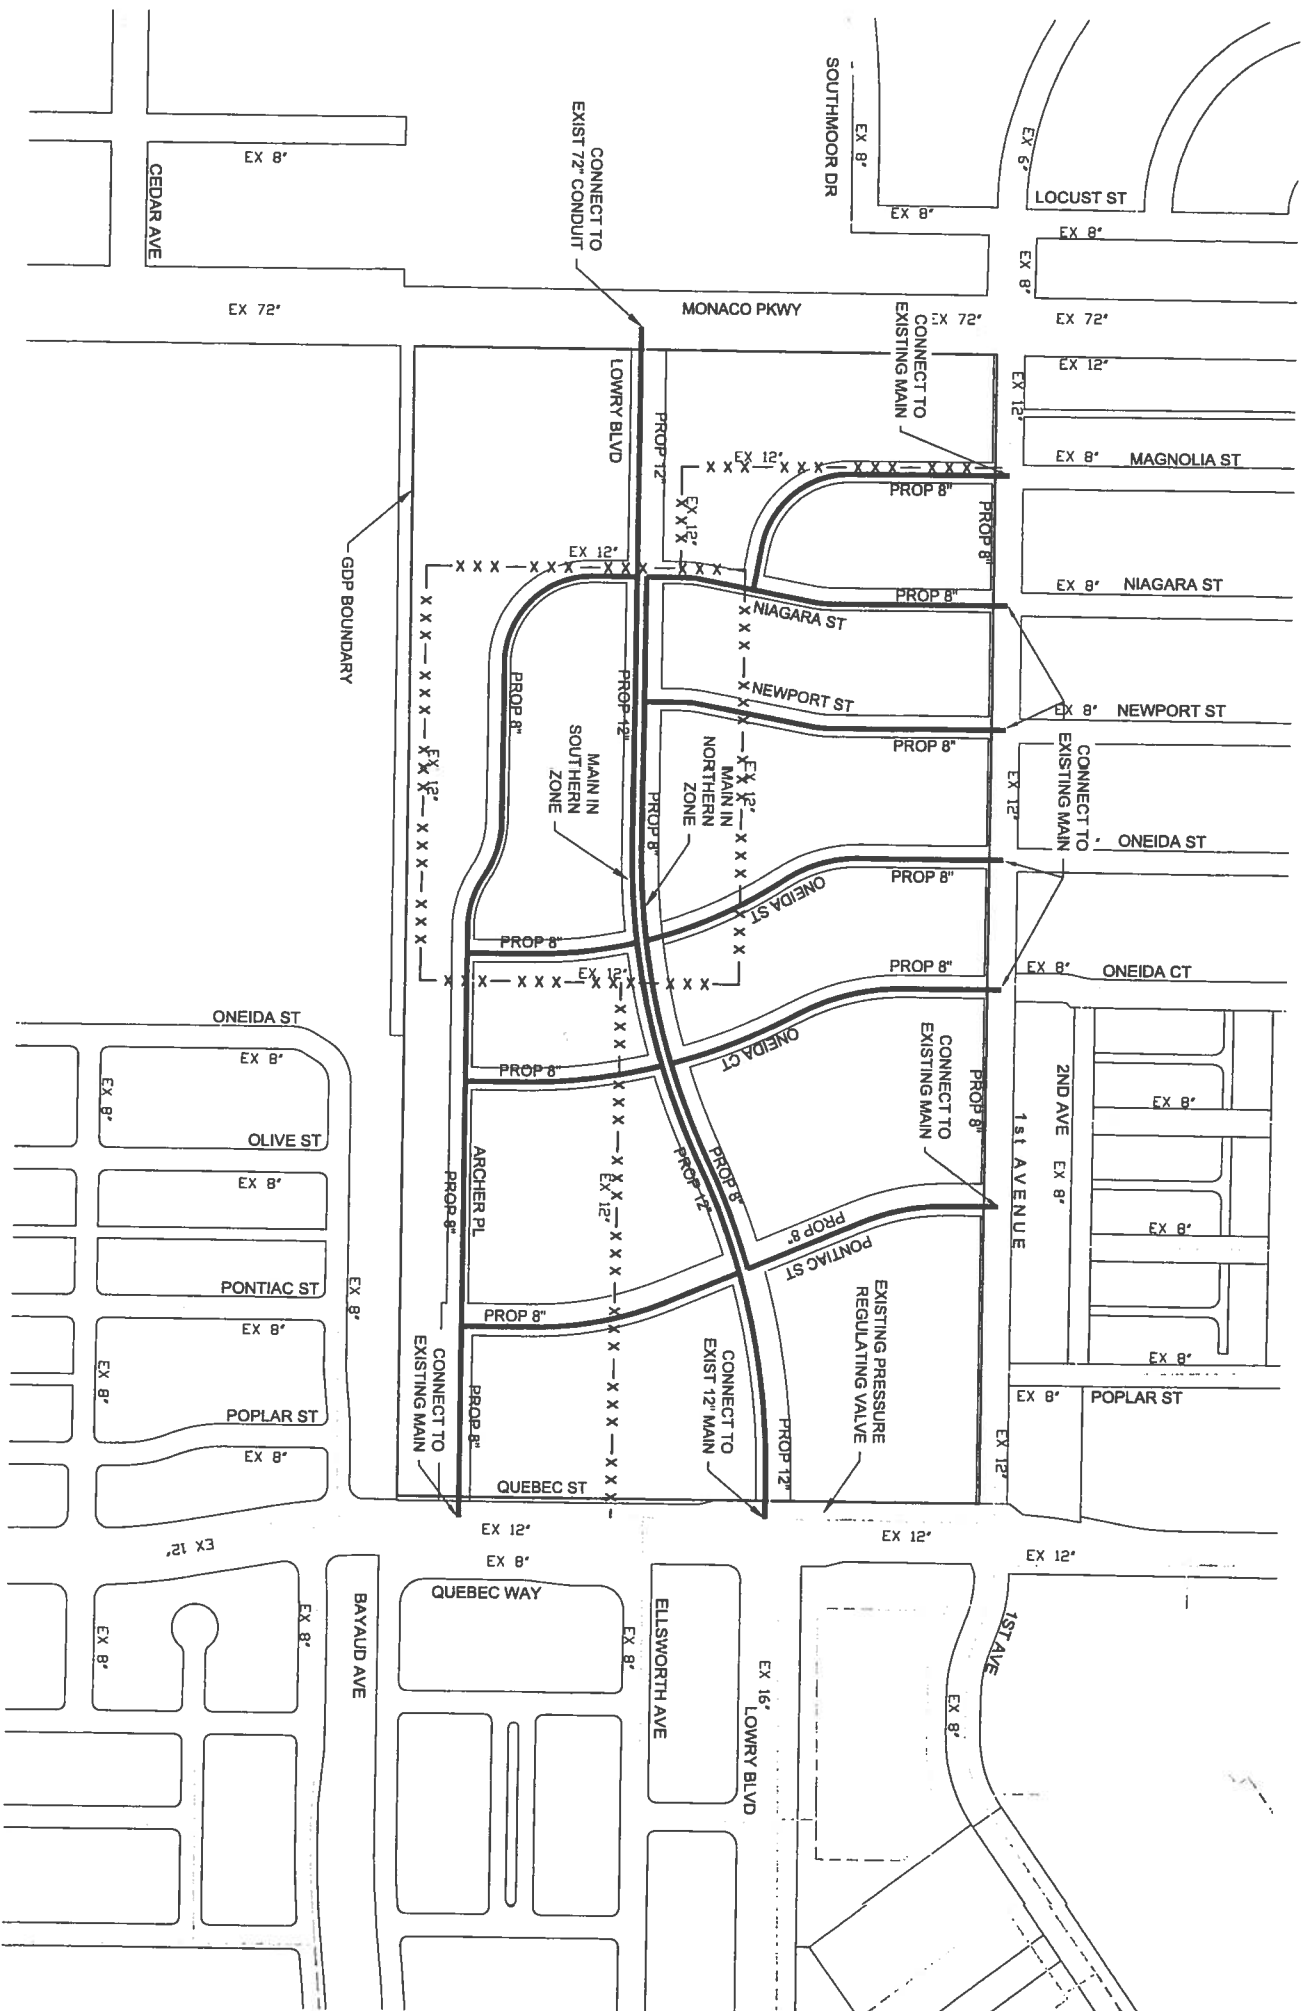 SOUTHMOOR DR
EX 8"
EX 6"
LOCUST ST
EX 8"
EX 8"
EX 8"
EX 8"
CEDAR AVE
CONNECT TO
EXIST 72" CONDUIT
EX 72"
MONACO PKWY
EX 72"
EX 72"
CONNECT TO
EXISTING MAIN
EX 12"
EX 12"
LOWRY BLVD
PROP 12"
EX 12"
EX 8"
MAGNOLIA ST
PROP 8"
PROP 8"
EX 12"
EX 12"
GDP BOUNDARY
PROP 8"
EX 8"
NIAGARA ST
NIAGARA ST
PROP 8"
PROP 12"
NEWPORT ST
EX 8"
NEWPORT ST
PROP 8"
MAIN IN
SOUTHERN
ZONE
MAIN IN
NORTHERN
ZONE
EX 12"
EX 12"
PROP 8"
EX 12"
CONNECT TO
EXISTING MAIN
ONEIDA ST
PROP 8"
ONEIDA ST
PROP 8"
EX 12"
PROP 8"
EX 8"
ONEIDA CT
ONEIDA CT
ONEIDA ST
EX 8"
EX 8"
OLIVE ST
EX 8"
PROP 8"
CONNECT TO
EXISTING MAIN
PROP 8"
2ND AVE
EX 8"
EX 8"
1st AVENUE
ARCHER PL
PROP 8"
EX 12"
PROP 12"
PROP 8"
PROP 8"
PONTIAC ST
EX 8"
PONTIAC ST
EX 8"
EX 8"
EX 8"
PROP 8"
EXISTING PRESSURE
REGULATING VALVE
CONNECT TO
EXISTING MAIN
CONNECT TO
EXIST 12" MAIN
EX 8"
EX 8"
POPLAR ST
POPLAR ST
EX 8"
PROP 8"
PROP 12"
EX 12"
QUEBEC ST
EX 12"
EX 12"
EX 12"
EX 12"
EX 8"
QUEBEC WAY
EX 8"
EX 8"
BAYAUD AVE
EX 8"
ELLSWORTH AVE
EX 16"
LOWRY BLVD
1ST AVE
EX 8"